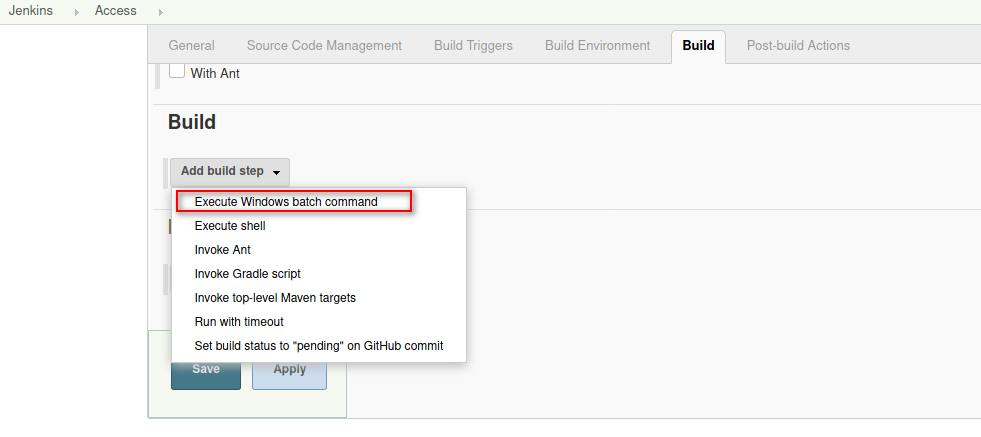 Jenkins Access
General Source Code Management Build Triggers Build Environment Build Post-build Actions
With Ant
Build
Add build step
Execute Windows batch command
Execute shell
Invoke Ant
Invoke Gradle script
Invoke top-level Maven targets
Run with timeout
Set build status to "pending" on GitHub commit
Save Apply